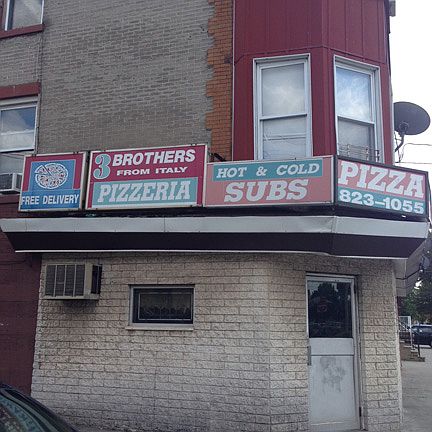 FREE DELIVERY
3 BROTHERS
FROM ITALY
PIZZERIA
HOT & COLD
SUBS
PIZZA
823-1055